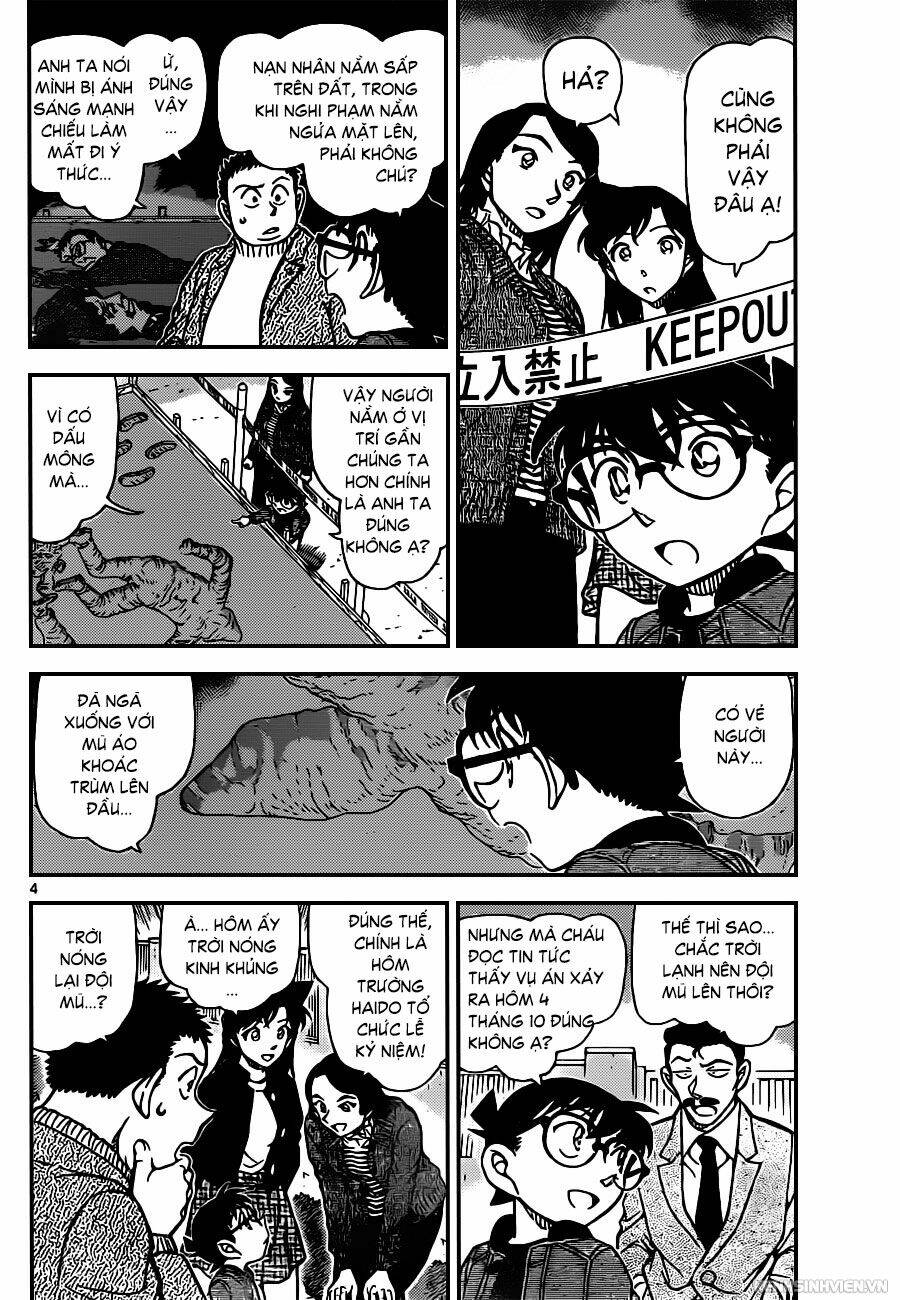 CŨNG
KHÔNG
PHẢI
VẬY
ĐÂU Ạ!
HẢ?
立入禁止 KEEPOUT
NẠN NHÂN NẰM SẤP
TRÊN ĐẤT, TRONG
KHI NGHI PHẠM NẰM
NGỬA MẶT LÊN,
PHẢI KHÔNG
CHÚ?
Ừ,
ĐÚNG
VẬY
...
ANH TA NÓI
MÌNH BỊ ÁNH
SÁNG MẠNH
CHIẾU LÀM
MẤT ĐI Ý
THỨC...
VẬY NGƯỜI
NẰM Ở VỊ
TRÍ GẦN
CHÚNG TA
HƠN CHÍNH
LÀ ANH TA
ĐÚNG
KHÔNG Ạ?
VÌ CÓ
DẤU
MÔNG
MÀ...
CÓ VẺ
NGƯỜI
NÀY...
ĐÃ NGÃ
XUỐNG VỚI
MŨ ÁO
KHOÁC
TRÙM LÊN
ĐẦU...
4
THẾ THÌ SAO...
CHẮC TRỜI
LẠNH NÊN ĐỘI
MŨ LÊN THÔI?
NHƯNG MÀ CHÁU
ĐỌC TIN TỨC
THẤY VỤ ÁN XẢY
RA HÔM 4
THÁNG 10 ĐÚNG
KHÔNG Ạ?
ĐÚNG THẾ,
CHÍNH LÀ
HÔM
TRƯỜNG
HAIDO TỔ
CHỨC LỄ
KỶ NIỆM!
À... HÔM ẤY
TRỜI NÓNG
KINH KHỦNG
...
TRỜI
NÓNG
LẠI ĐỘI
MŨ...?